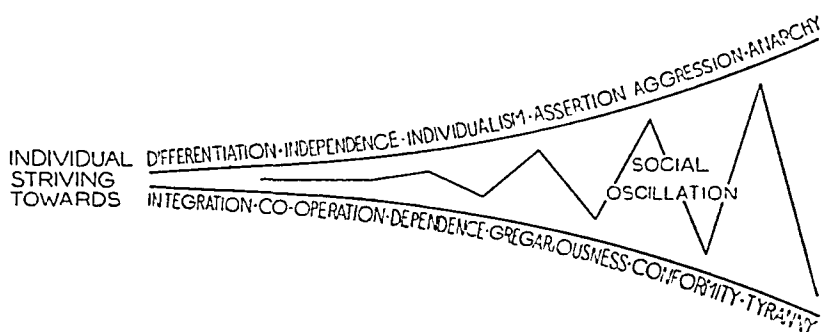 DIFFERENTIATION·INDEPENDENCE·INDIVIDUALISM·ASSERTION AGGRESSION·ANARCHY
INDIVIDUAL
STRIVING
TOWARDS
SOCIAL
OSCILLATION
INTEGRATION·CO-OPERATION·DEPENDENCE·GREGARIOUSNESS·CONFORMITY·TYRANNY